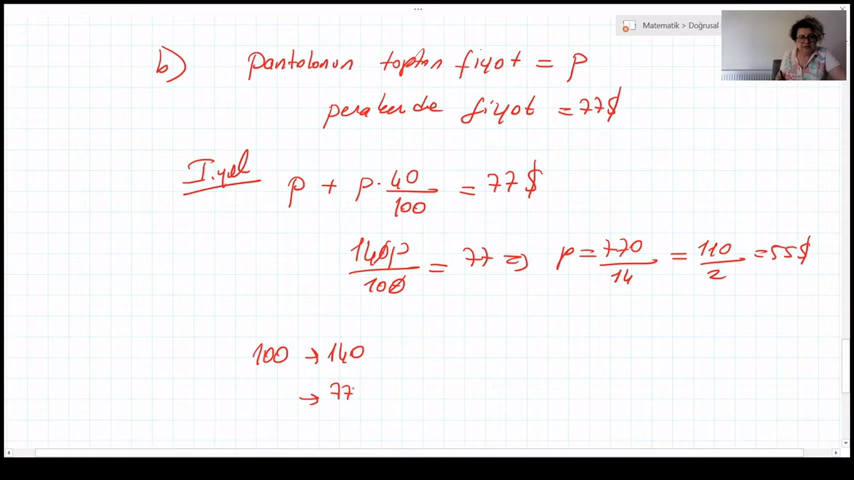 Matematik > Doğrusal
b) Pantalonun toptan fiyat = p
perakende fiyat = 77$
I. yol p + p · 40/100 = 77$
140p/100 = 77 ⇒ p = 770/14 = 110/2 = 55$
100 → 140
→ 77